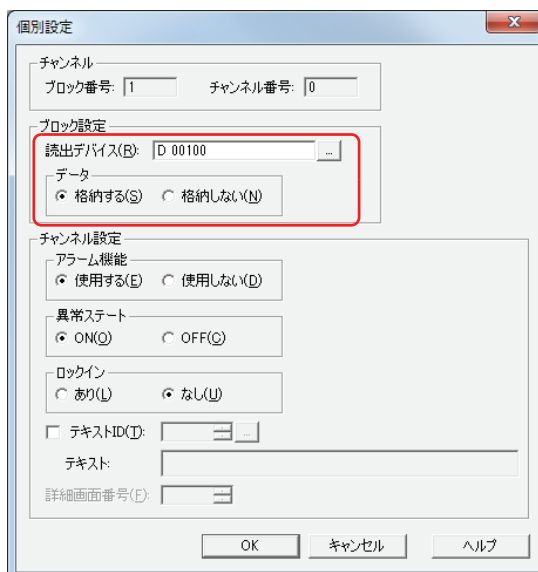 個別設定
チャンネル
ブロック番号: 1 チャンネル番号: 0
ブロック設定
読出デバイス(R): D 00100 ...
データ
格納する(S) 格納しない(N)
チャンネル設定
アラーム機能
使用する(E) 使用しない(D)
異常ステート
ON(O) OFF(C)
ロックイン
あり(L) なし(U)
テキストID(T): ...
テキスト:
詳細画面番号(F):
OK キャンセル ヘルプ